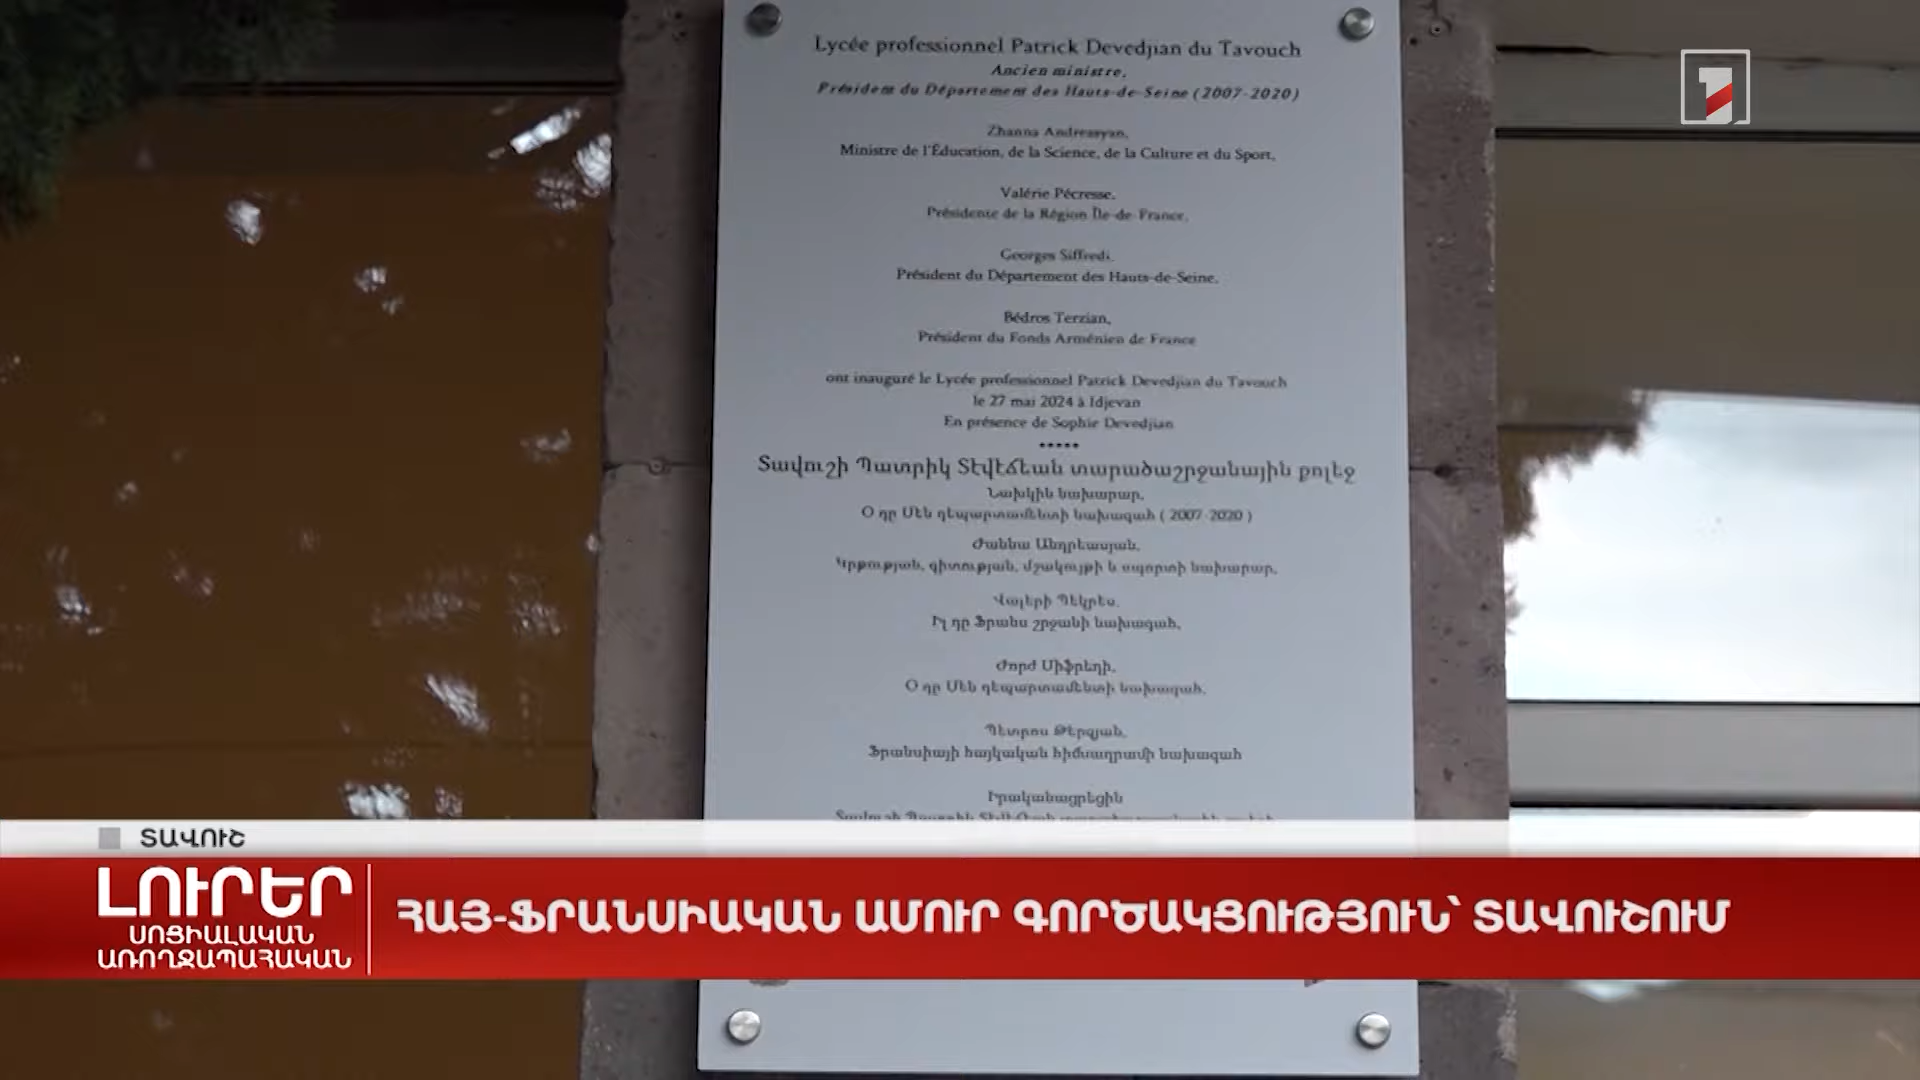 Lycée professionnel Patrick Devedjian du Tavouch
Ancien ministre,
Président du Département des Hauts-de-Seine (2007-2020)
Zhanna Andreasyan,
Ministre de l'Éducation, de la Science, de la Culture et du Sport,
Valérie Pécresse,
Présidente de la Région Île-de-France,
Georges Siffredi,
Président du Département des Hauts-de-Seine,
Bédros Terzian,
Président du Fonds Arménien de France
ont inauguré le Lycée professionnel Patrick Devedjian du Tavouch
le 27 mai 2024 à Idjevan
En présence de Sophie Devedjian
*****
Տավուշի Պատրիկ Տէվէճեան տարածաշրջանային քոլեջ
Նախկին նախարար,
Օ դը Սեն դեպարտամենտի նախագահ ( 2007-2020 )
Ժաննա Անդրեասյան,
Կրթության, գիտության, մշակույթի և սպորտի նախարար,
Վալերի Պեկրես,
Իլ դը Ֆրանս շրջանի նախագահ,
Ժորժ Սիֆրեդի,
Օ դը Սեն դեպարտամենտի նախագահ,
Պետրոս Թերզյան,
Ֆրանսիայի հայկական հիմնադրամի նախագահ
Իրականացրեցին
ՏԱՎՈՒՇ
ԼՈՒՐԵՐ
ՍՈՑԻԱԼԱԿԱՆ
ԱՌՈՂՋԱՊԱՀԱԿԱՆ
ՀԱՅ-ՖՐԱՆՍԻԱԿԱՆ ԱՄՈՒՐ ԳՈՐԾԱԿՑՈՒԹՅՈՒՆ՝ ՏԱՎՈՒՇՈՒՄ